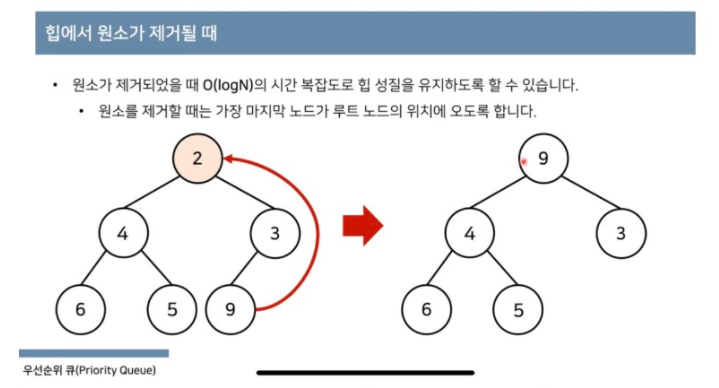 힙에서 원소가 제거될 때
• 원소가 제거되었을 때 O(logN)의 시간 복잡도로 힙 성질을 유지하도록 할 수 있습니다.
• 원소를 제거할 때는 가장 마지막 노드가 루트 노드의 위치에 오도록 합니다.
2
9
4
3
4
3
6
5
9
6
5
우선순위 큐(Priority Queue)